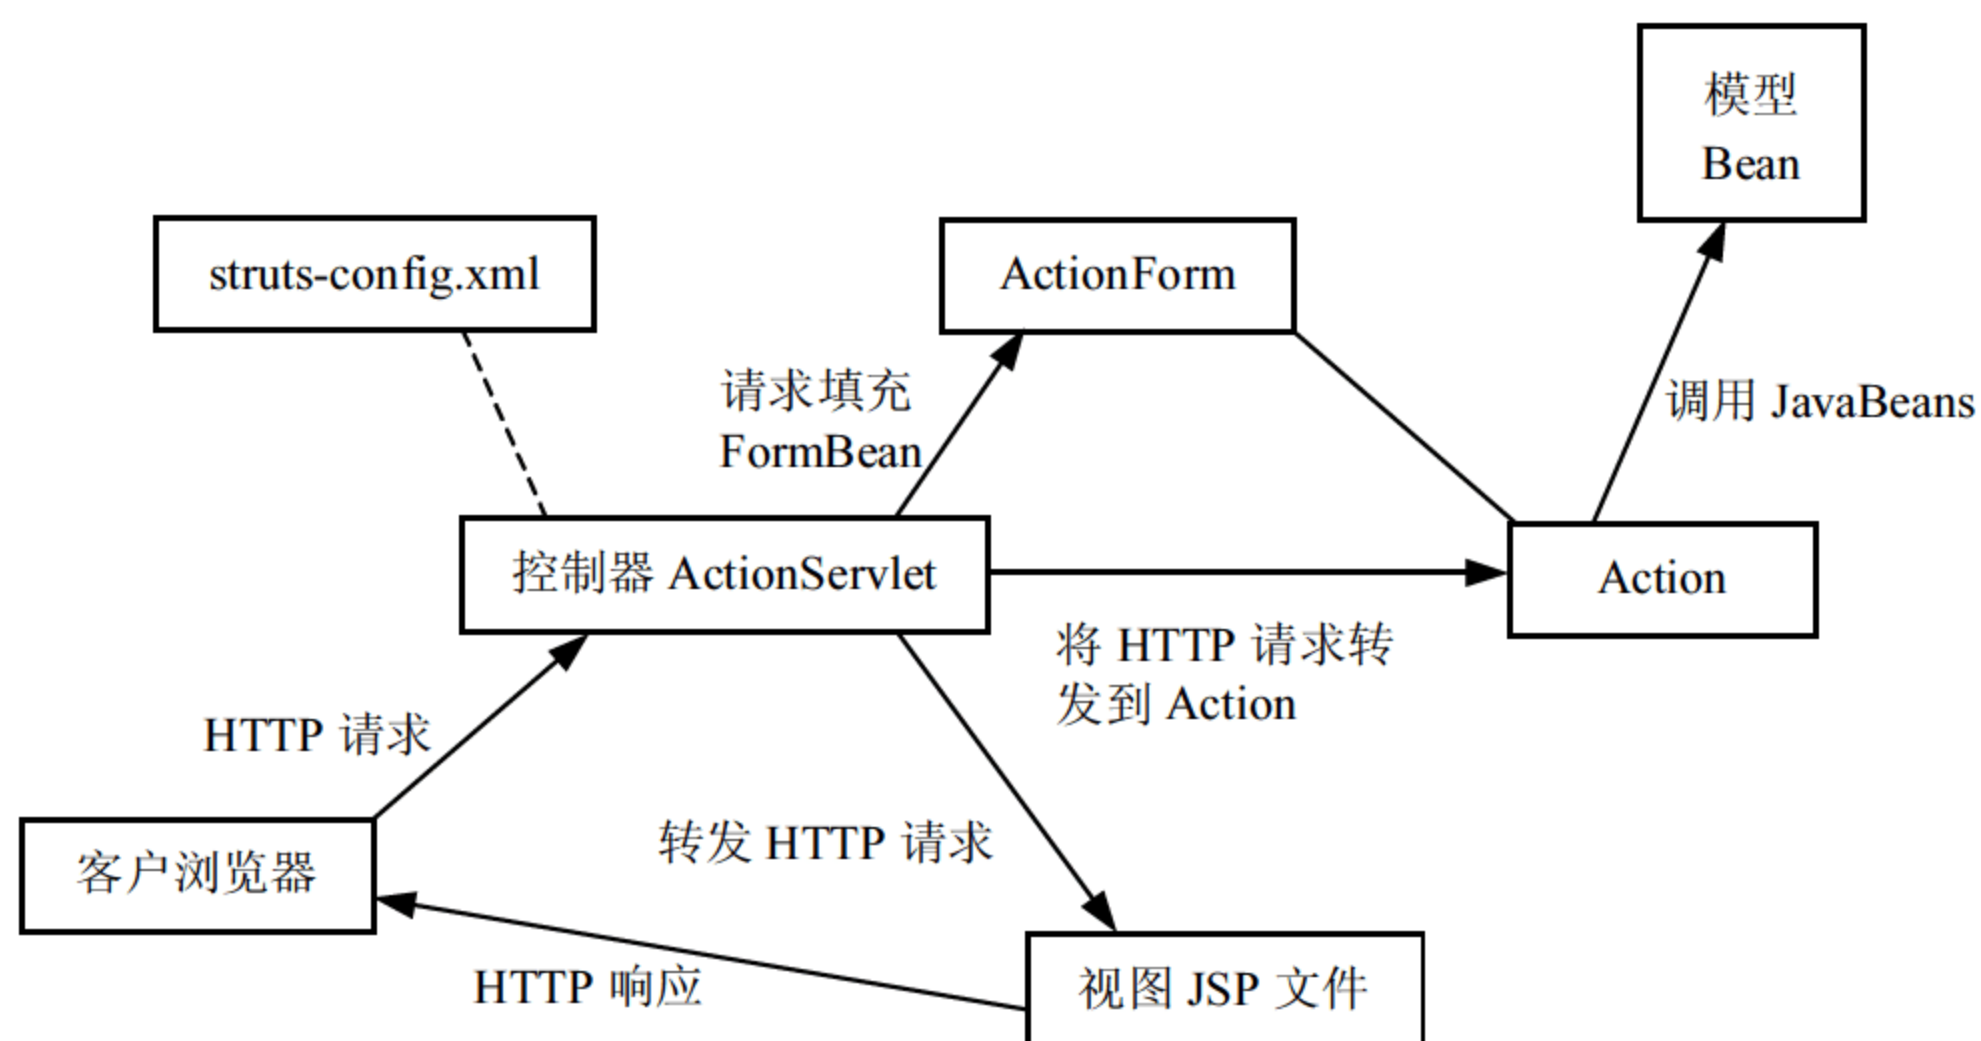 模型
Bean
struts-config.xml
ActionForm
请求填充
FormBean
调用 JavaBeans
控制器 ActionServlet
Action
将 HTTP 请求转
发到 Action
HTTP 请求
转发 HTTP 请求
客户浏览器
HTTP 响应
视图 JSP 文件